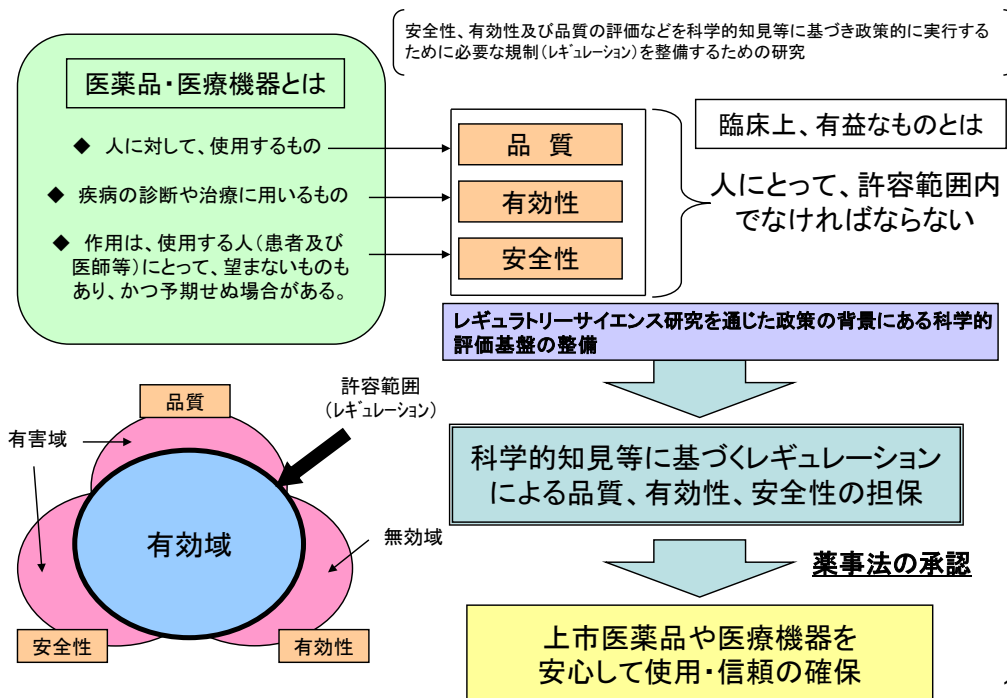 安全性、有効性及び品質の評価などを科学的知見等に基づき政策的に実行する
ために必要な規制(レギュレーション)を整備するための研究
医薬品・医療機器とは
◆ 人に対して、使用するもの
◆ 疾病の診断や治療に用いるもの
◆ 作用は、使用する人(患者及び
医師等)にとって、望まないものも
あり、かつ予期せぬ場合がある。
品 質
有効性
安全性
臨床上、有益なものとは
人にとって、許容範囲内
でなければならない
レギュラトリーサイエンス研究を通じた政策の背景にある科学的
評価基盤の整備
品質
許容範囲
(レギュレーション)
有害域
有効域
無効域
安全性
有効性
科学的知見等に基づくレギュレーション
による品質、有効性、安全性の担保
薬事法の承認
上市医薬品や医療機器を
安心して使用・信頼の確保